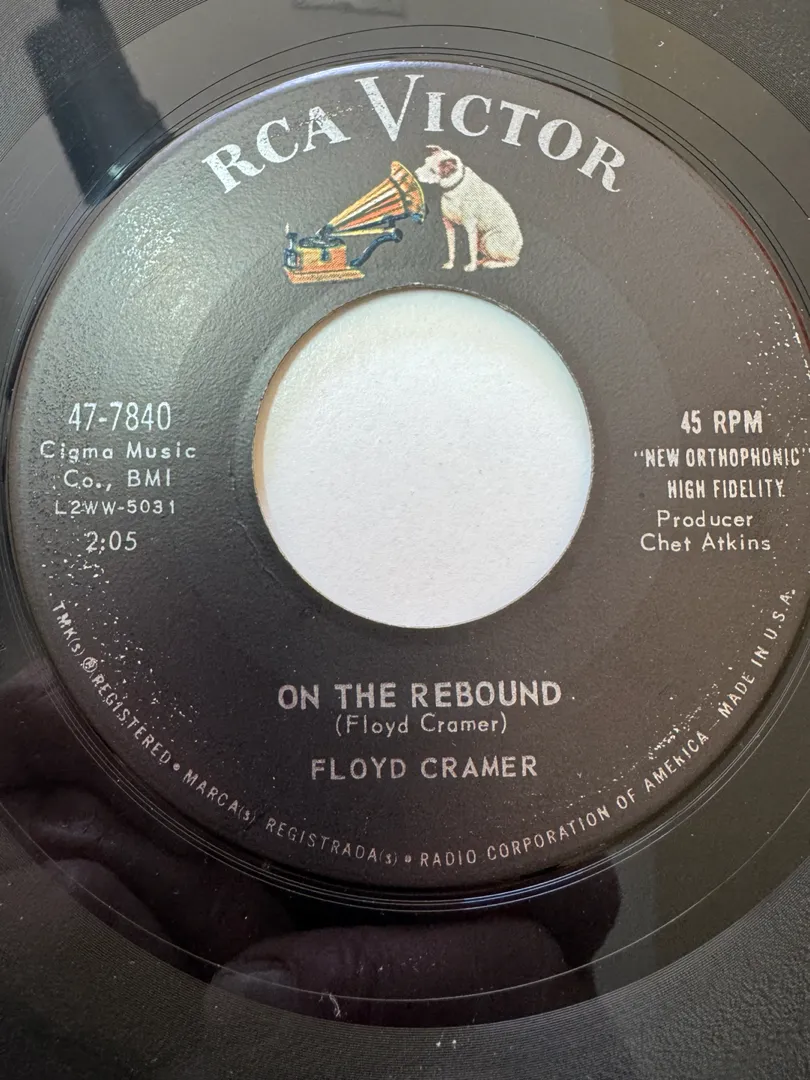 RCA VICTOR
47-7840
Cigma Music
Co., BMI
L2WW-5031
2:05
45 RPM
"NEW ORTHOPHONIC"
HIGH FIDELITY
Producer
Chet Atkins
ON THE REBOUND
(Floyd Cramer)
FLOYD CRAMER
TMK(s) ® REGISTERED • MARCA(s) REGISTRADA(s) • RADIO CORPORATION OF AMERICA MADE IN U.S.A.